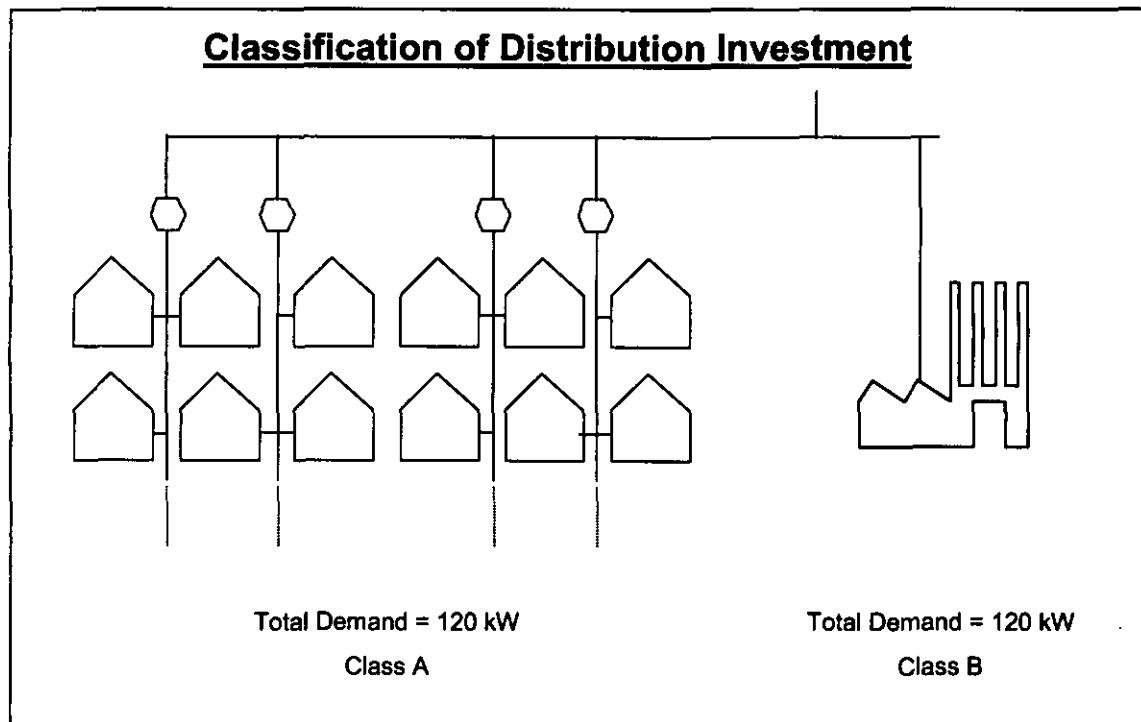 Classification of Distribution Investment
Total Demand = 120 kW
Class A
Total Demand = 120 kW
Class B